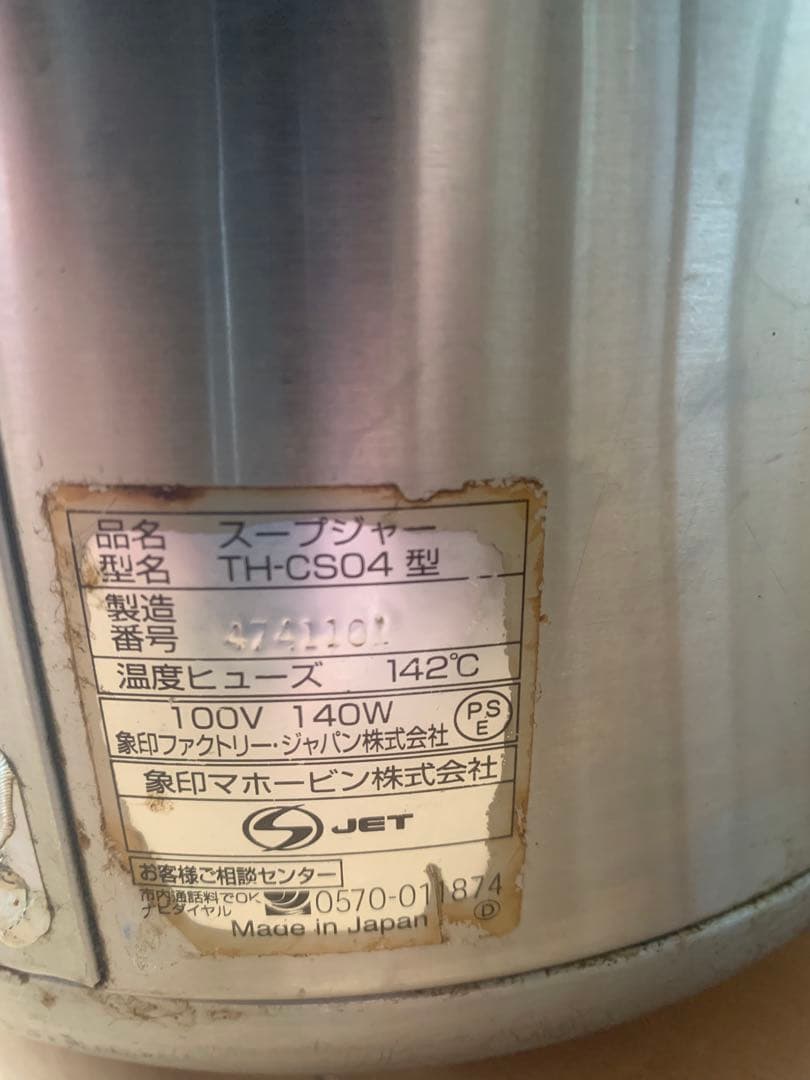 品名 スープジャー
型名 TH-CS04 型
製造
番号 4741101
温度ヒューズ 142℃
100V 140W
PS
E
象印ファクトリー・ジャパン株式会社
象印マホービン株式会社
S JET
お客様ご相談センター
市内通話料でOK
ナビダイヤル
0570-011874
Made in Japan
D